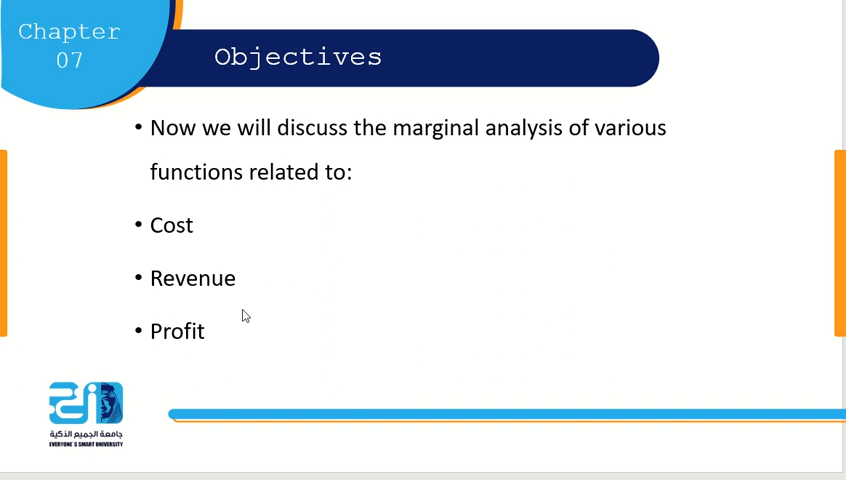 Chapter
07
Objectives
• Now we will discuss the marginal analysis of various
functions related to:
• Cost
• Revenue
• Profit
جامعة الجميع الذكية
EVERYONE'S SMART UNIVERSITY